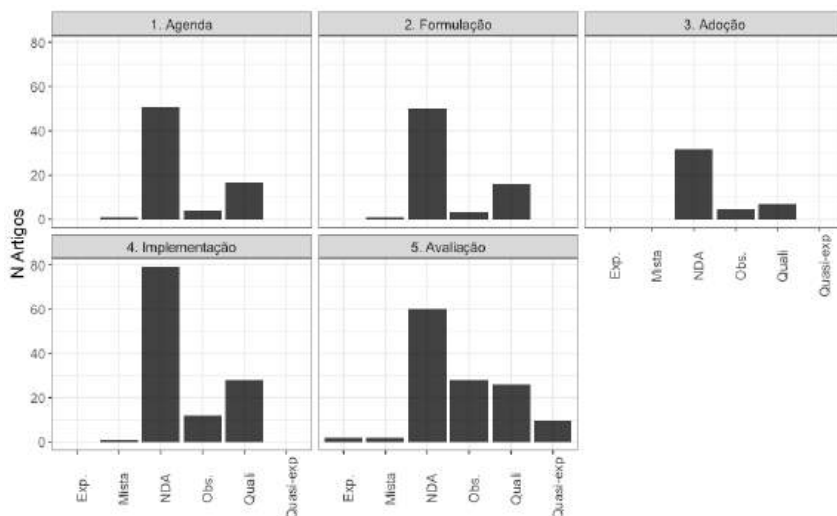 1. Agenda
2. Formulação
3. Adoção
80
60
40
20
0
4. Implementação
5. Avaliação
80
60
40
20
0
N Artigos
Exp.
Mista
NDA
Obs.
Quali
Quasi-exp
Exp.
Mista
NDA
Obs.
Quali
Quasi-exp
Exp.
Mista
NDA
Obs.
Quali
Quasi-exp